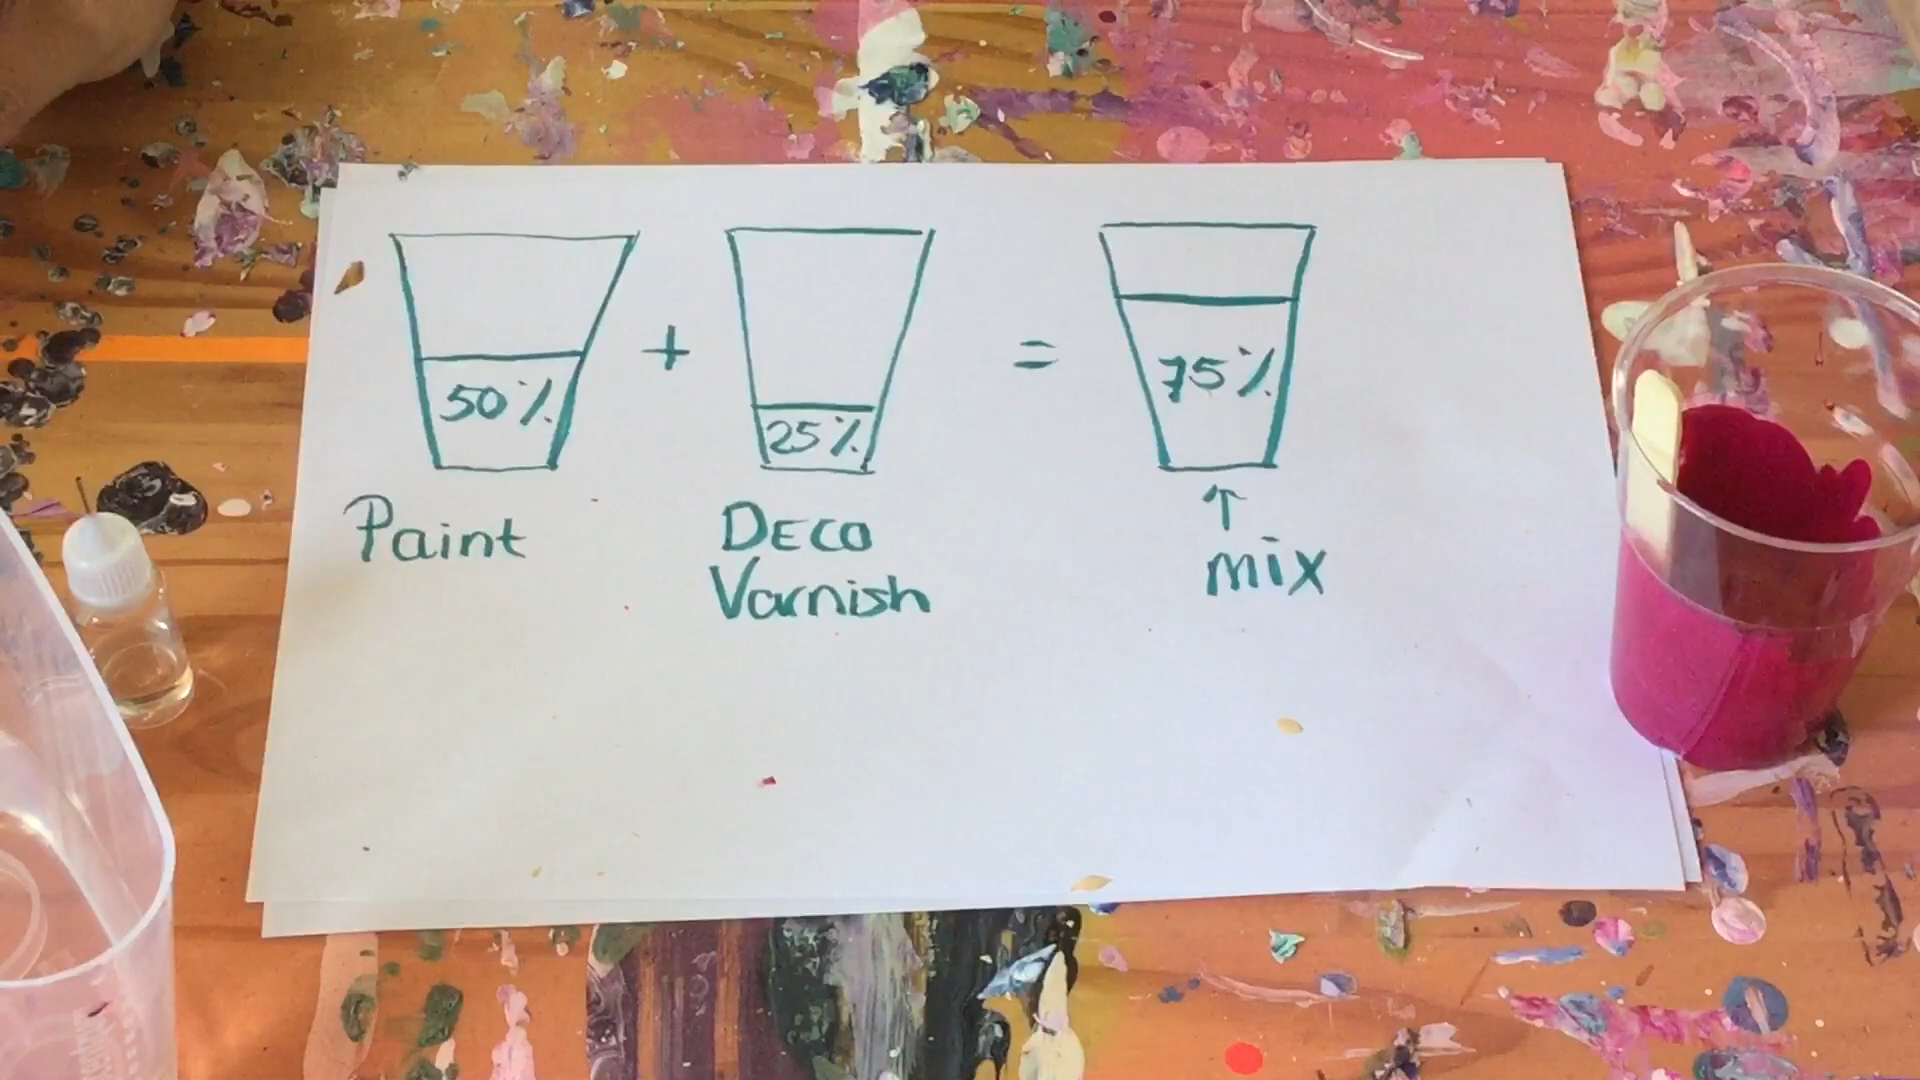 50% + 25% = 75%
Paint
DECO
Varnish
↑
mix